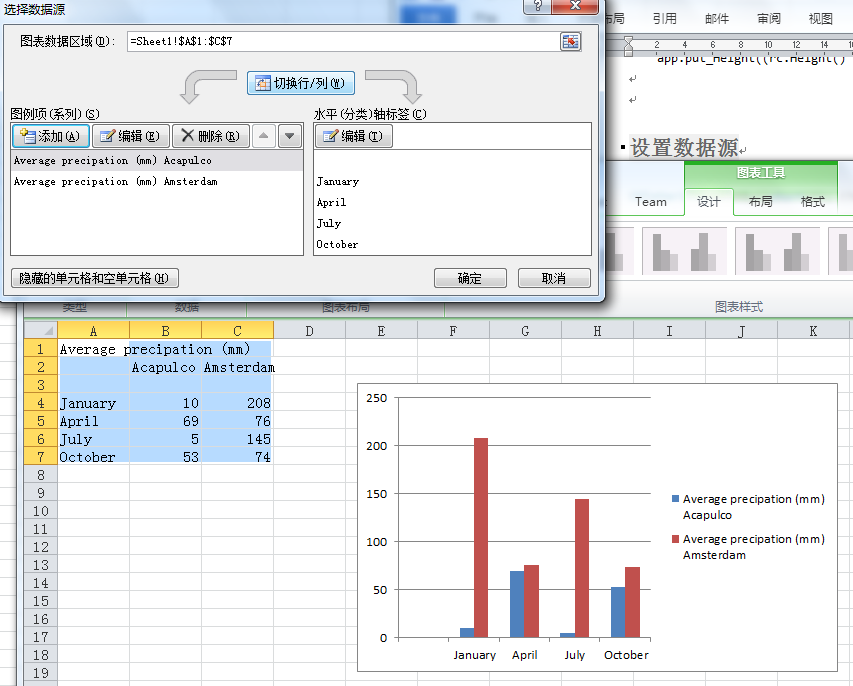 选择数据源
图表数据区域(D):
=Sheet1!$A$1:$C$7
切换行/列(W)
图例项(系列)(S)
水平(分类)轴标签(C)
添加(A)
编辑(E)
删除(R)
编辑(T)
Average precipation (mm) Acapulco
Average precipation (mm) Amsterdam
January
April
July
October
隐藏的单元格和空单元格(H)
确定
取消
布局
引用
邮件
审阅
视图
2 4 6 8 10 12 14
app.put_Height((rc.Height()
设置数据源
图表工具
Team
设计
布局
格式
类型
数据
图表布局
图表样式
A B C D E F G H I J K
1 Average precipation (mm)
2 Acapulco Amsterdam
3
4 January 10 208
5 April 69 76
6 July 5 145
7 October 53 74
8
9
10
11
12
13
14
15
16
17
18
19
250
200
150
100
50
0
January April July October
Average precipation (mm)
Acapulco
Average precipation (mm)
Amsterdam